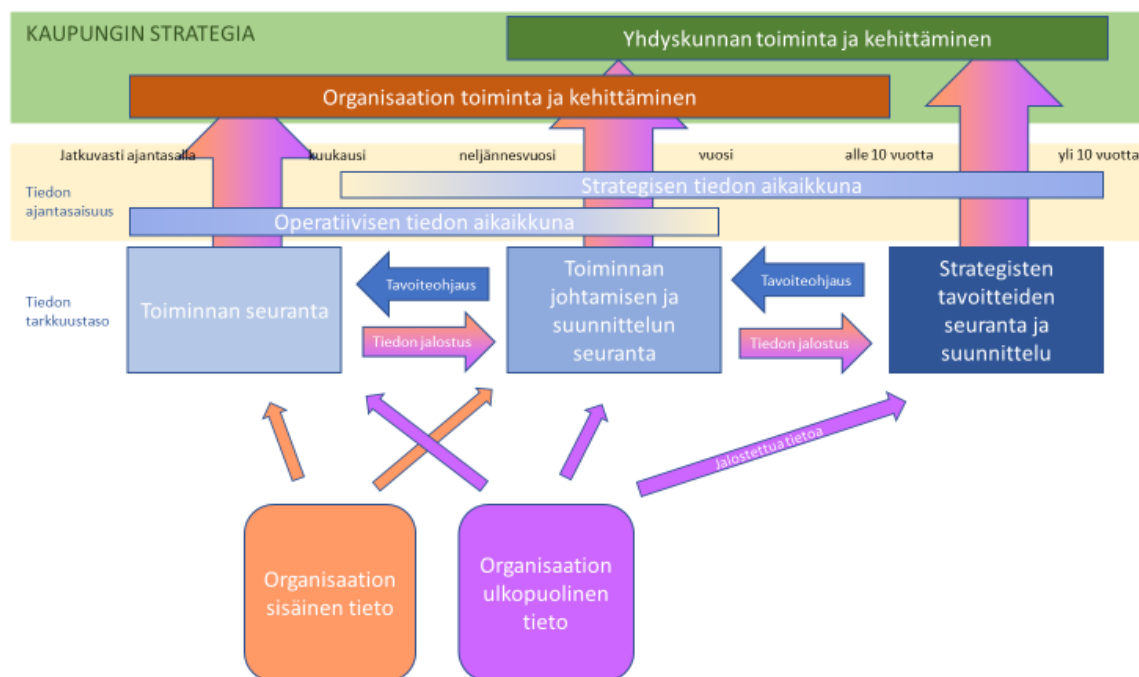 KAUPUNGIN STRATEGIA
Yhdyskunnan toiminta ja kehittäminen
Organisaation toiminta ja kehittäminen
Jatkuvasti ajantasalla
kuukausi
neljännesvuosi
vuosi
alle 10 vuotta
yli 10 vuotta
Tiedon
ajantasaisuus
Strategisen tiedon aikaikkuna
Operatiivisen tiedon aikaikkuna
Tiedon
tarkkuustaso
Toiminnan seuranta
Tavoiteohjaus
Tiedon jalostus
Toiminnan
johtamisen ja
suunnittelun
seuranta
Tavoiteohjaus
Tiedon jalostus
Strategisten
tavoitteiden
seuranta ja
suunnittelu
Jalostettua tietoa
Organisaation
sisäinen tieto
Organisaation
ulkopuolinen
tieto